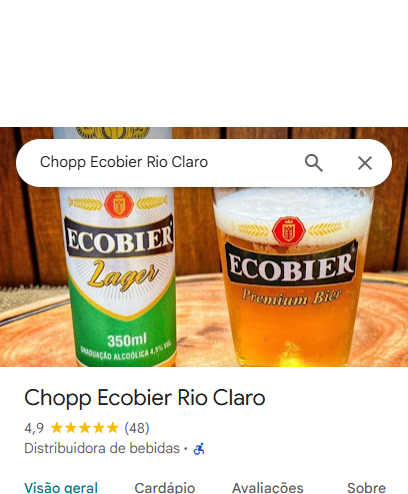 Chopp Ecobier Rio Claro
ECOBIER
Lager
350ml
GRADUAÇÃO ALCOÓLICA 4,5% VOL
ECOBIER
Premium Bier
Chopp Ecobier Rio Claro
4,9 ★★★★★ (48)
Distribuidora de bebidas ·
Visão geral Cardápio Avaliações Sobre